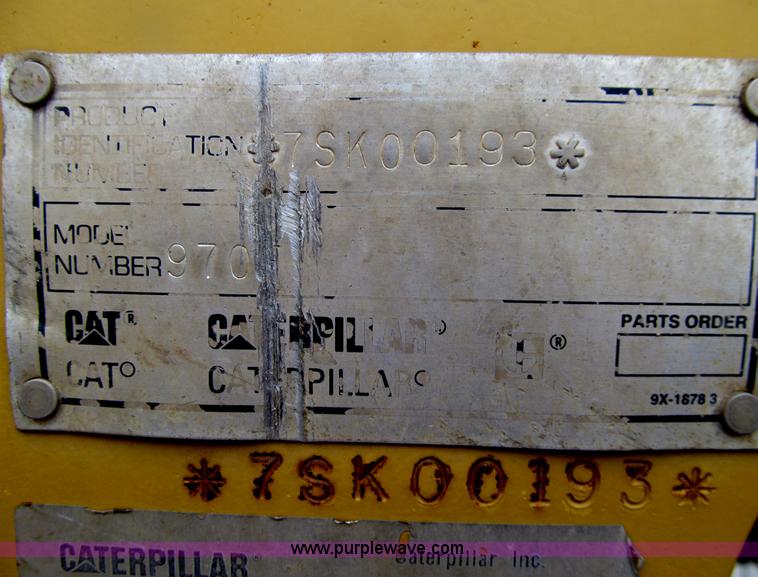 PRODUCT
IDENTIFICATION
NUMBER
*7SK00193*
MODEL
NUMBER 970
CAT® CATERPILLAR® ®
CAT® CATERPILLAR®
PARTS ORDER
9X-1678 3
*7SK00193*
CATERPILLAR®
Caterpillar Inc.
www.purplewave.com